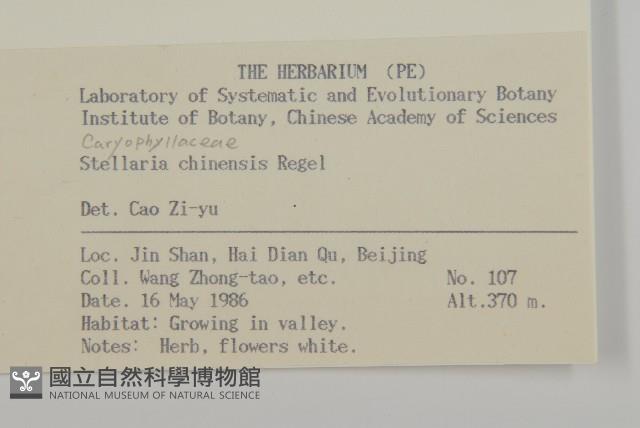 THE HERBARIUM (PE)
Laboratory of Systematic and Evolutionary Botany
Institute of Botany, Chinese Academy of Sciences
Caryophyllaceae
Stellaria chinensis Regel
Det. Cao Zi-yu
Loc. Jin Shan, Hai Dian Qu, Beijing
Coll. Wang Zhong-tao, etc. No. 107
Date. 16 May 1986 Alt.370 m.
Habitat: Growing in valley.
Notes: Herb, flowers white.
國立自然科學博物館
NATIONAL MUSEUM OF NATURAL SCIENCE